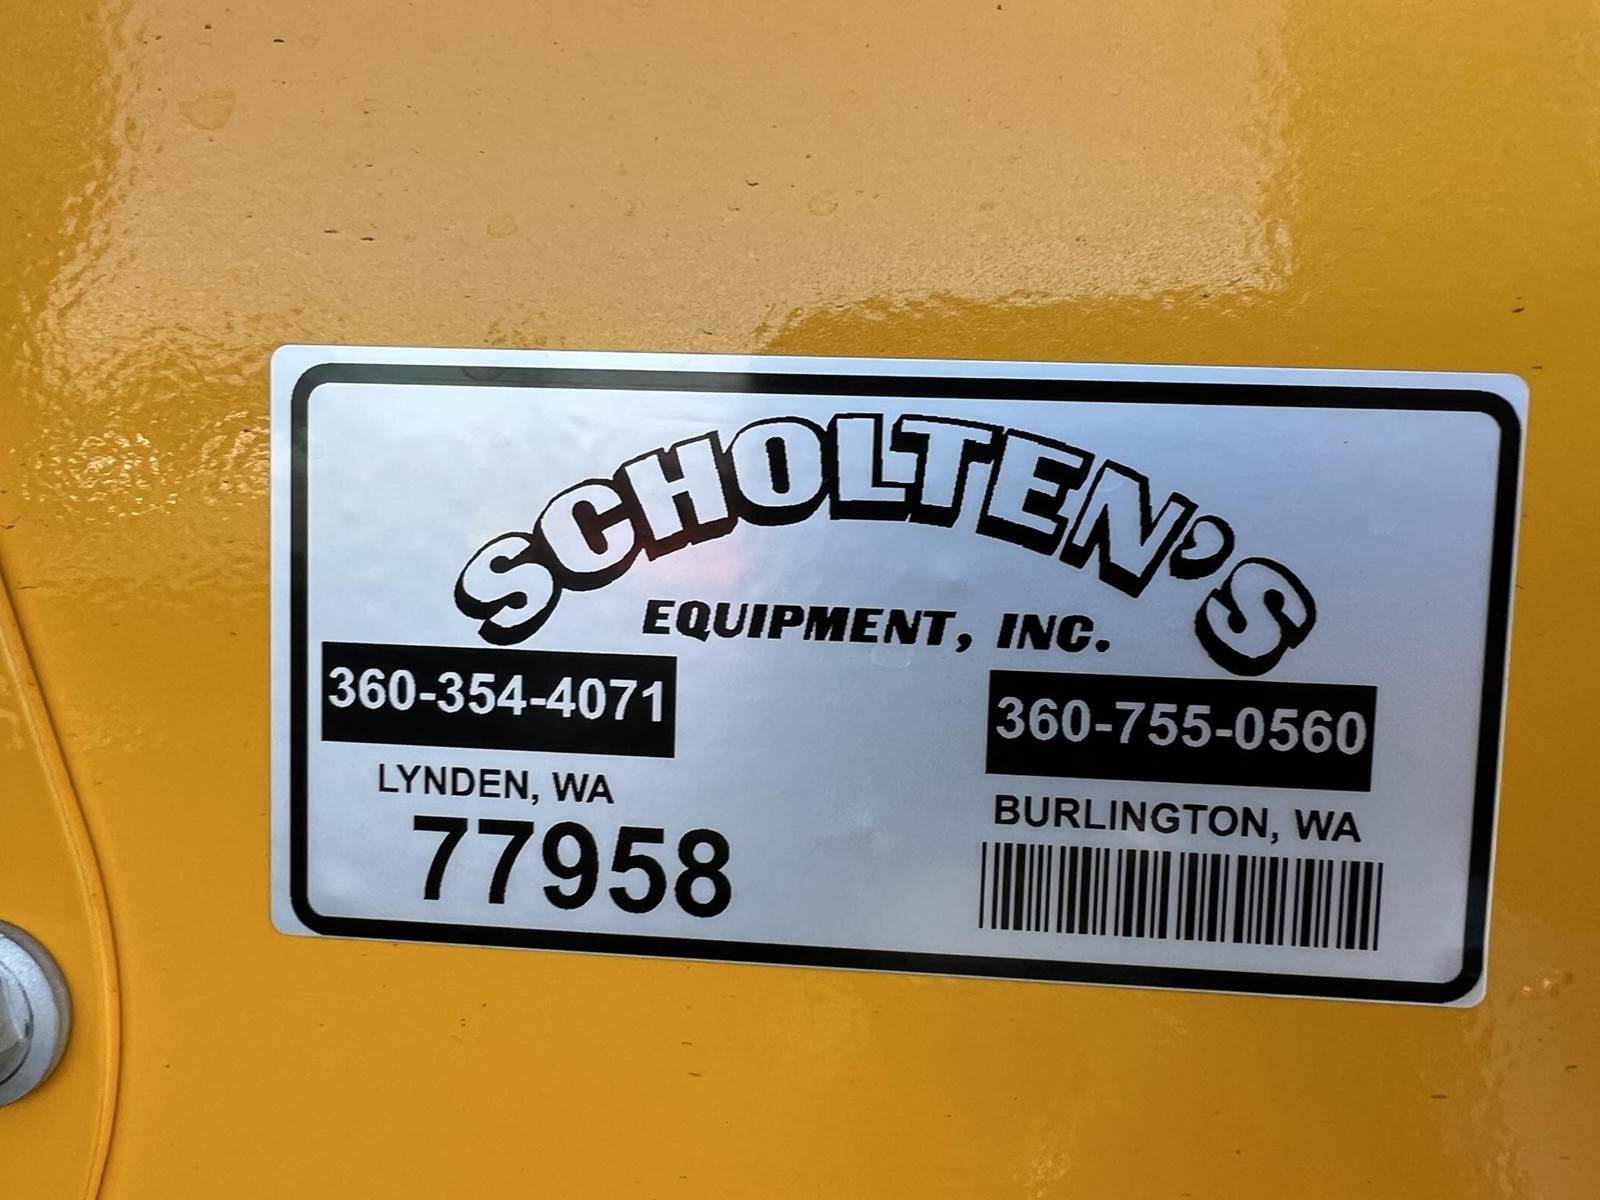 SCHOLTEN'S
EQUIPMENT, INC.
360-354-4071
LYNDEN, WA
77958
360-755-0560
BURLINGTON, WA